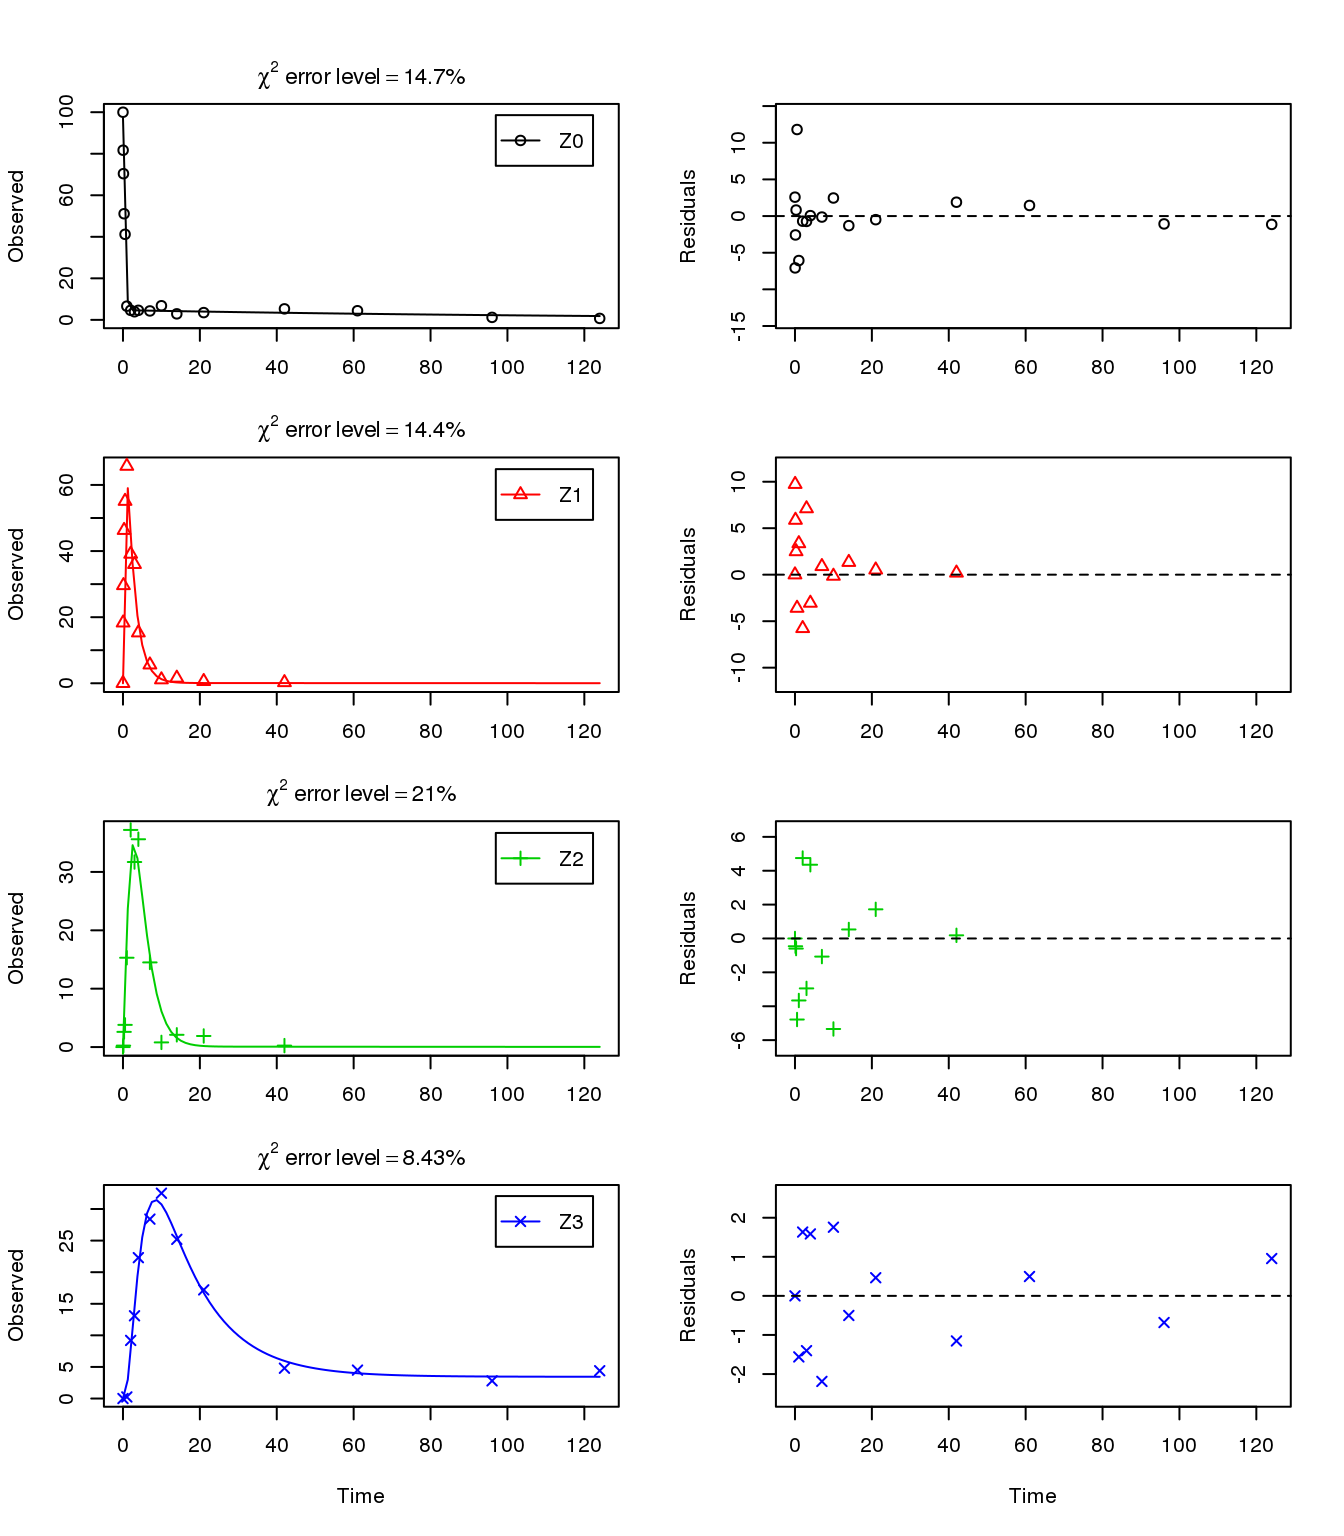 χ2 error level = 14.7%
Observed
0 20 60 100
Z0
0 20 40 60 80 100 120
Residuals
-15 -5 0 5 10
0 20 40 60 80 100 120
χ2 error level = 14.4%
Observed
0 20 40 60
Z1
0 20 40 60 80 100 120
Residuals
-10 -5 0 5 10
0 20 40 60 80 100 120
χ2 error level = 21%
Observed
0 10 20 30
Z2
0 20 40 60 80 100 120
Residuals
-6 -2 0 2 4 6
0 20 40 60 80 100 120
χ2 error level = 8.43%
Observed
0 5 15 25
Z3
0 20 40 60 80 100 120
Time
Residuals
-2 -1 0 1 2
0 20 40 60 80 100 120
Time